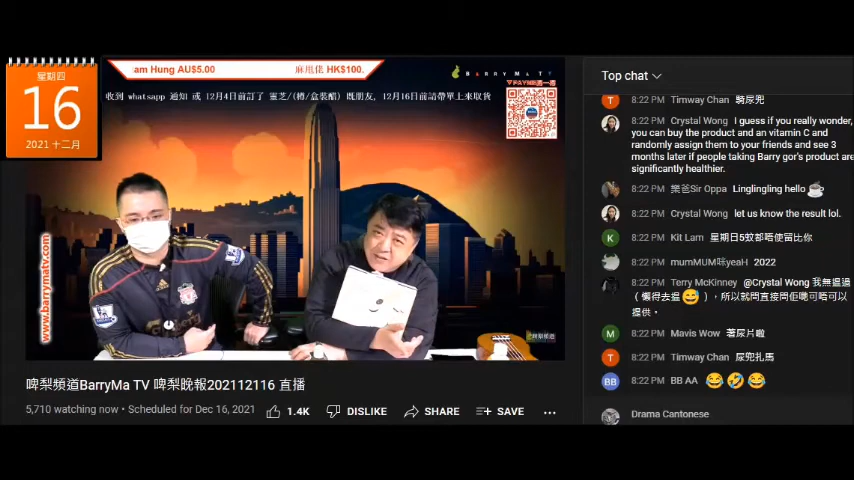 星期四
16
2021 十二月
am Hung AU$5.00
麻甩佬 HK$100.
BARRYMATV
PAYME
收到 whatsapp 通知 或 12月4日前訂了 靈芝/(樽/盒裝醋) 既朋友, 12月16日前請帶單上來取貨
www.barrymatv.com
啤梨頻道
啤梨頻道BarryMa TV 啤梨晚報202112116 直播
5,710 watching now • Scheduled for Dec 16, 2021
1.4K
DISLIKE
SHARE
SAVE
Top chat
8:22 PM Timway Chan 騎尿兜
8:22 PM Crystal Wong I guess if you really wonder,
you can buy the product and an vitamin C and
randomly assign them to your friends and see 3
months later if people taking Barry gor's product are
significantly healthier.
8:22 PM 樂爸Sir Oppa Linglingling hello
8:22 PM Crystal Wong let us know the result lol.
8:22 PM Kit Lam 星期日5蚊都唔使留比你
8:22 PM mumMUM咪yeaH 2022
8:22 PM Terry McKinney @Crystal Wong 我無搵過
（懶得去搵），所以就問直接問佢哋可唔可以
提供。
8:22 PM Mavis Wow 著尿片啦
8:22 PM Timway Chan 尿兜扎馬
8:22 PM BB AA
Drama Cantonese